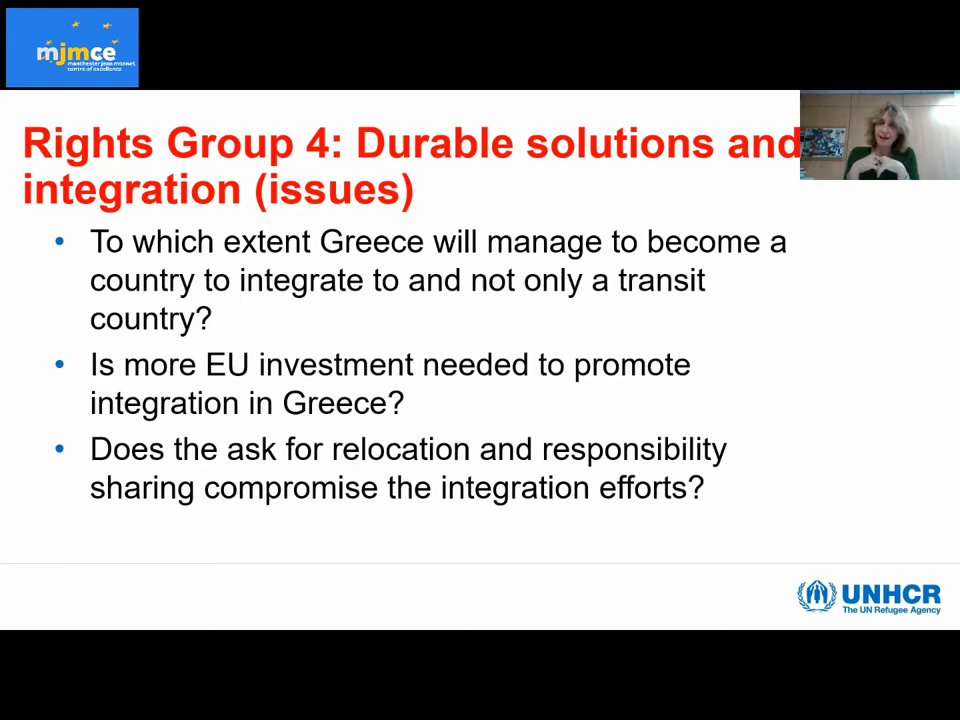 mjmce
manchester jean monnet
centre of excellence
Rights Group 4: Durable solutions and
integration (issues)
• To which extent Greece will manage to become a
country to integrate to and not only a transit
country?
• Is more EU investment needed to promote
integration in Greece?
• Does the ask for relocation and responsibility
sharing compromise the integration efforts?
UNHCR
The UN Refugee Agency